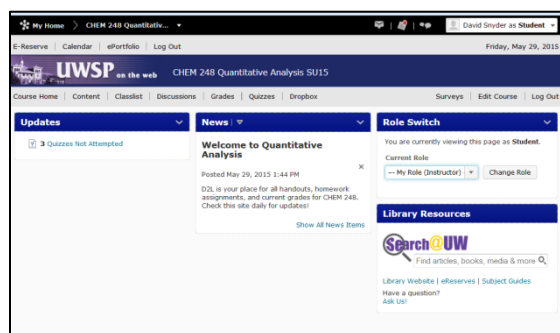 My Home > CHEM 248 Quantitativ...
David Snyder as Student
E-Reserve | Calendar | ePortfolio | Log Out
Friday, May 29, 2015
UWSP on the web
CHEM 248 Quantitative Analysis SU15
Course Home | Content | Classlist | Discussions | Grades | Quizzes | Dropbox
Surveys | Edit Course | Log Out
Updates
3 Quizzes Not Attempted
News
Welcome to Quantitative
Analysis
Posted May 29, 2015 1:44 PM
D2L is your place for all handouts, homework
assignments, and current grades for CHEM 248.
Check this site daily for updates!
Show All News Items
Role Switch
You are currently viewing this page as Student.
Current Role
-- My Role (Instructor)
Change Role
Library Resources
Search@UW
Find articles, books, media & more
Library Website | eReserves | Subject Guides
Have a question?
Ask Us!